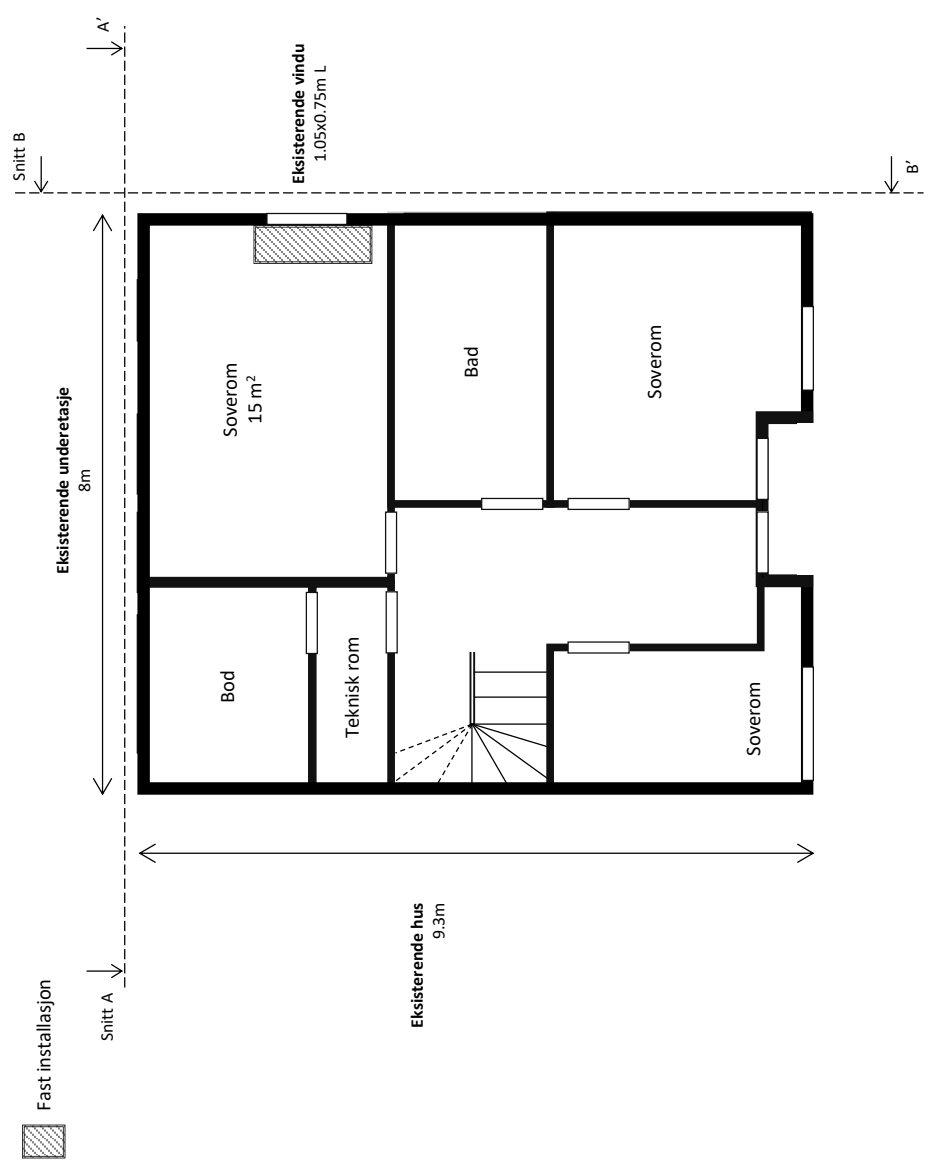 Fast installasjon
Snitt A
A'
Snitt B
B'
Eksisterende underetasje
8m
Eksisterende vindu
1.05x0.75m L
Eksisterende hus
9.3m
Bod
Soverom
15 m²
Teknisk rom
Bad
Soverom
Soverom